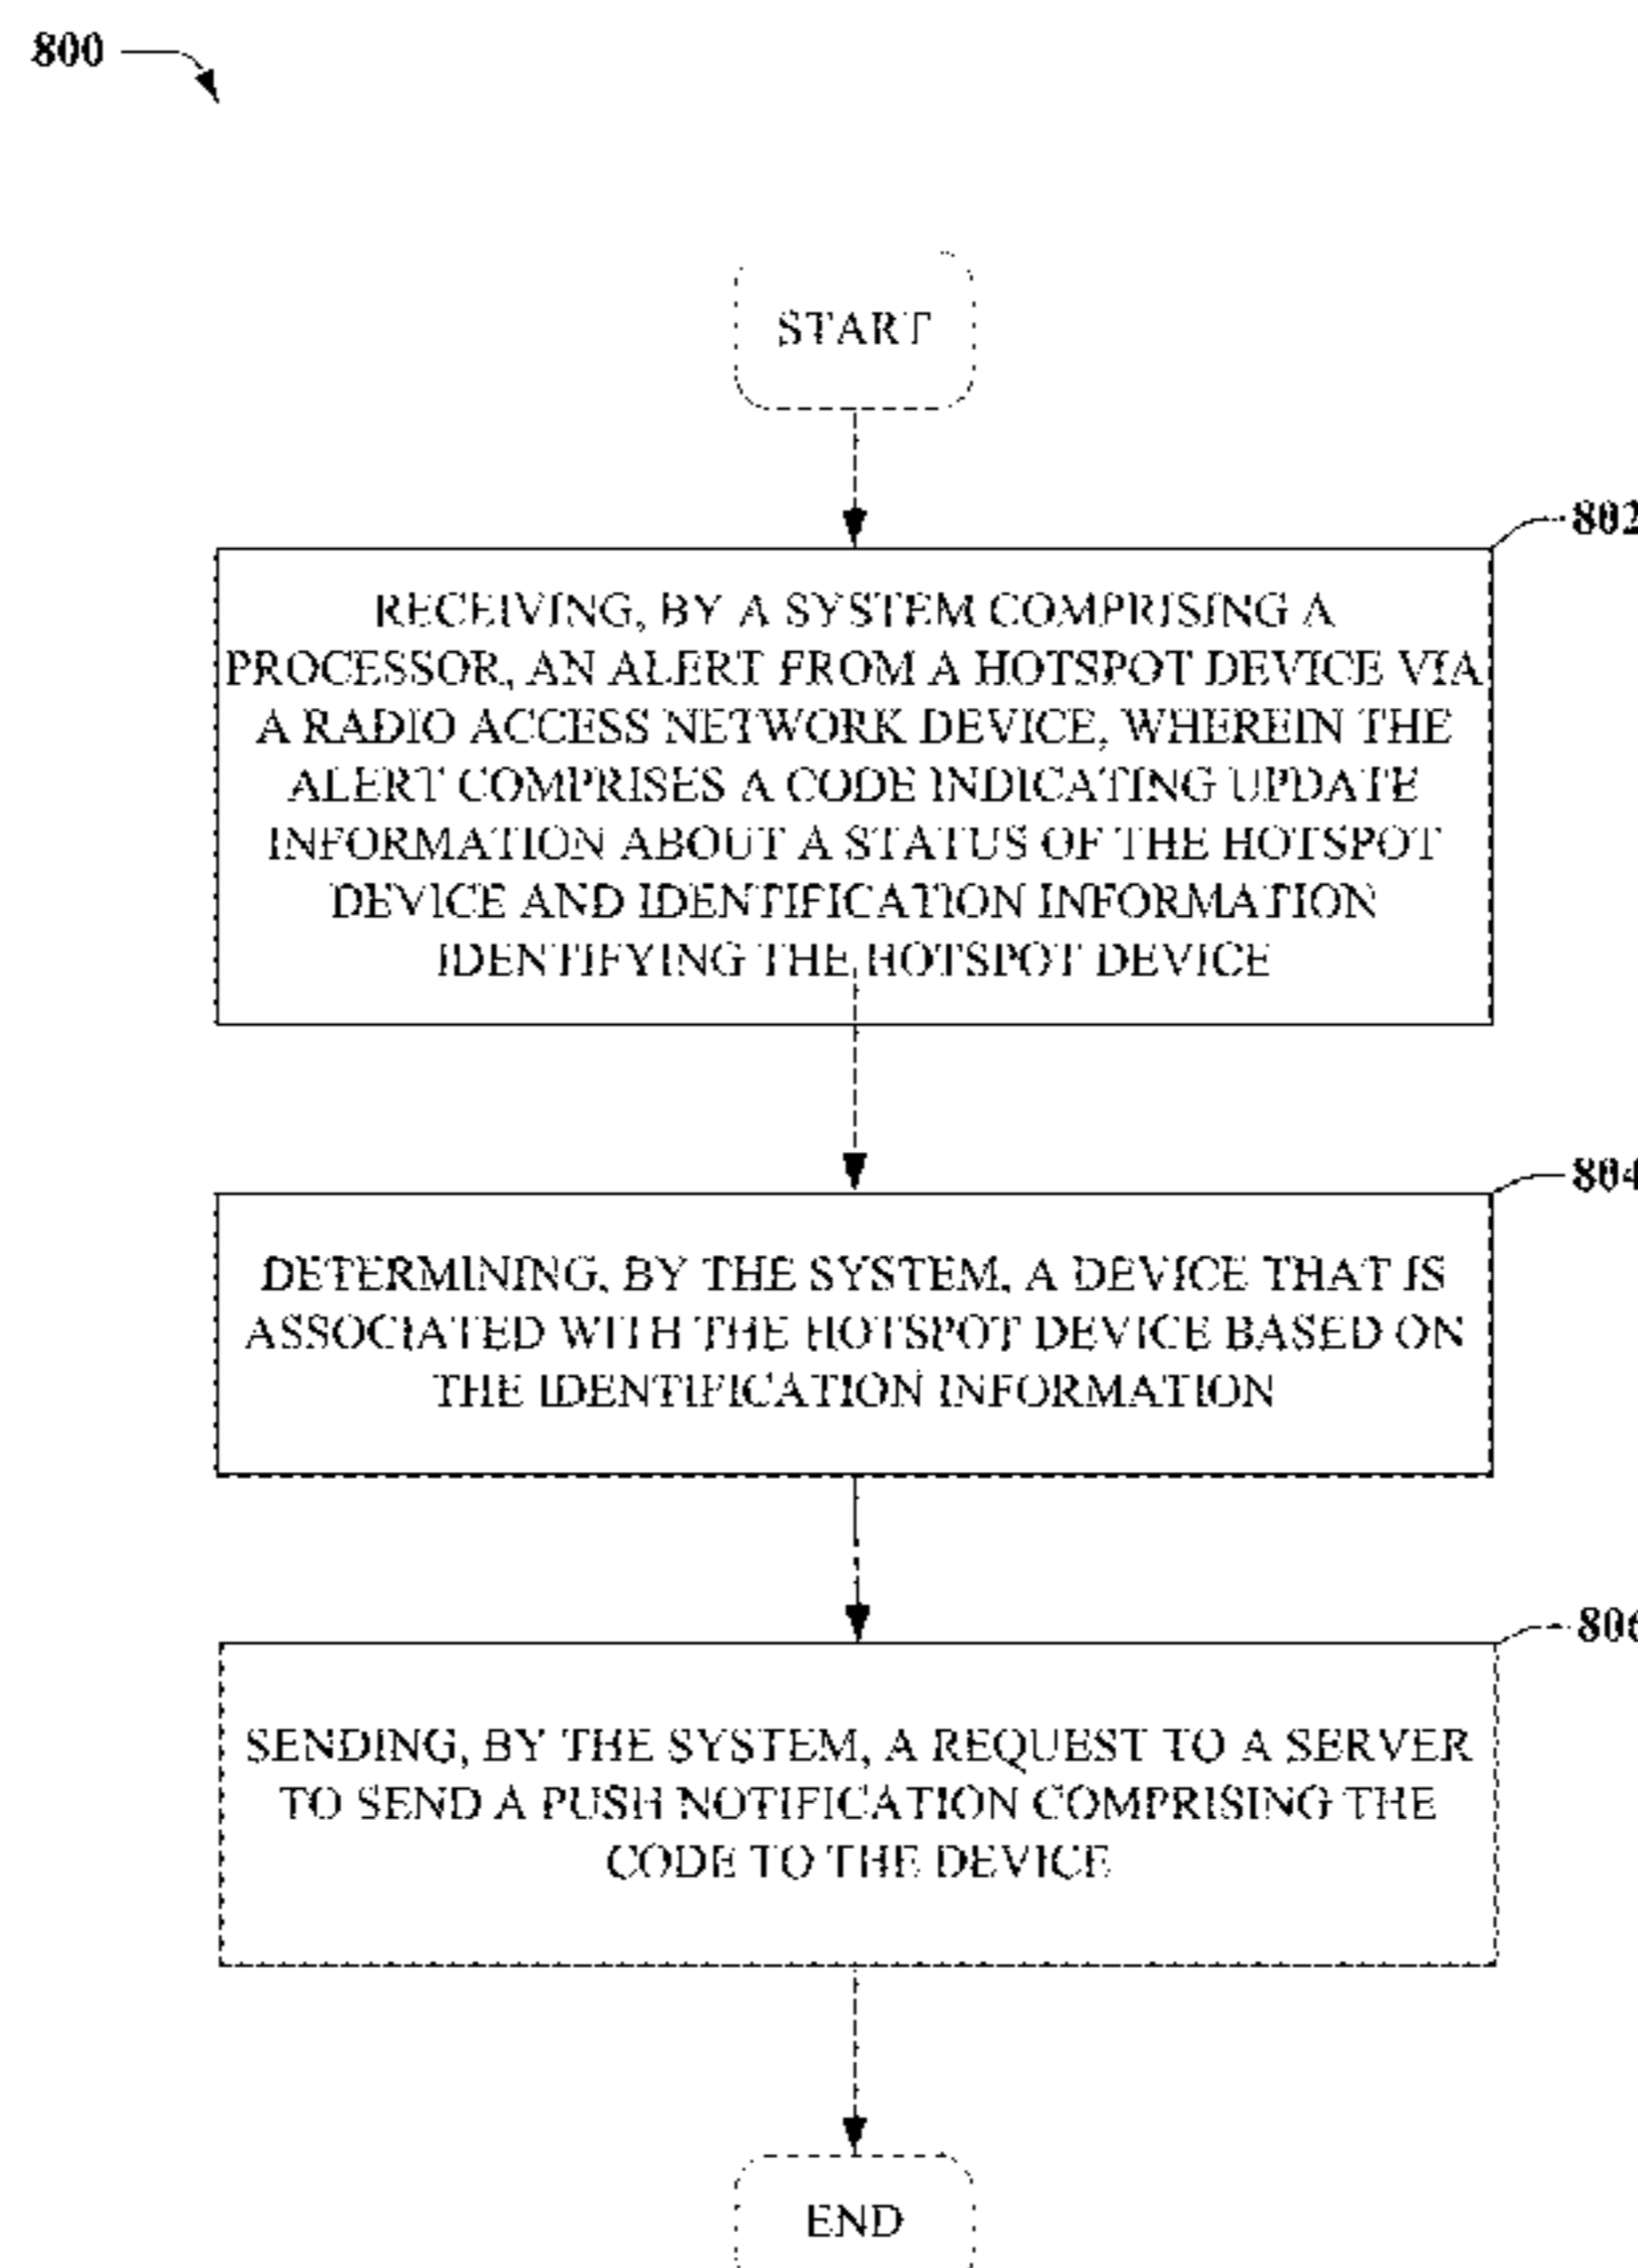 800
START
802
RECEIVING, BY A SYSTEM COMPRISING A
PROCESSOR, AN ALERT FROM A HOTSPOT DEVICE VIA
A RADIO ACCESS NETWORK DEVICE, WHEREIN THE
ALERT COMPRISES A CODE INDICATING UPDATE
INFORMATION ABOUT A STATUS OF THE HOTSPOT
DEVICE AND IDENTIFICATION INFORMATION
IDENTIFYING THE HOTSPOT DEVICE
804
DETERMINING, BY THE SYSTEM, A DEVICE THAT IS
ASSOCIATED WITH THE HOTSPOT DEVICE BASED ON
THE IDENTIFICATION INFORMATION
806
SENDING, BY THE SYSTEM, A REQUEST TO A SERVER
TO SEND A PUSH NOTIFICATION COMPRISING THE
CODE TO THE DEVICE
END